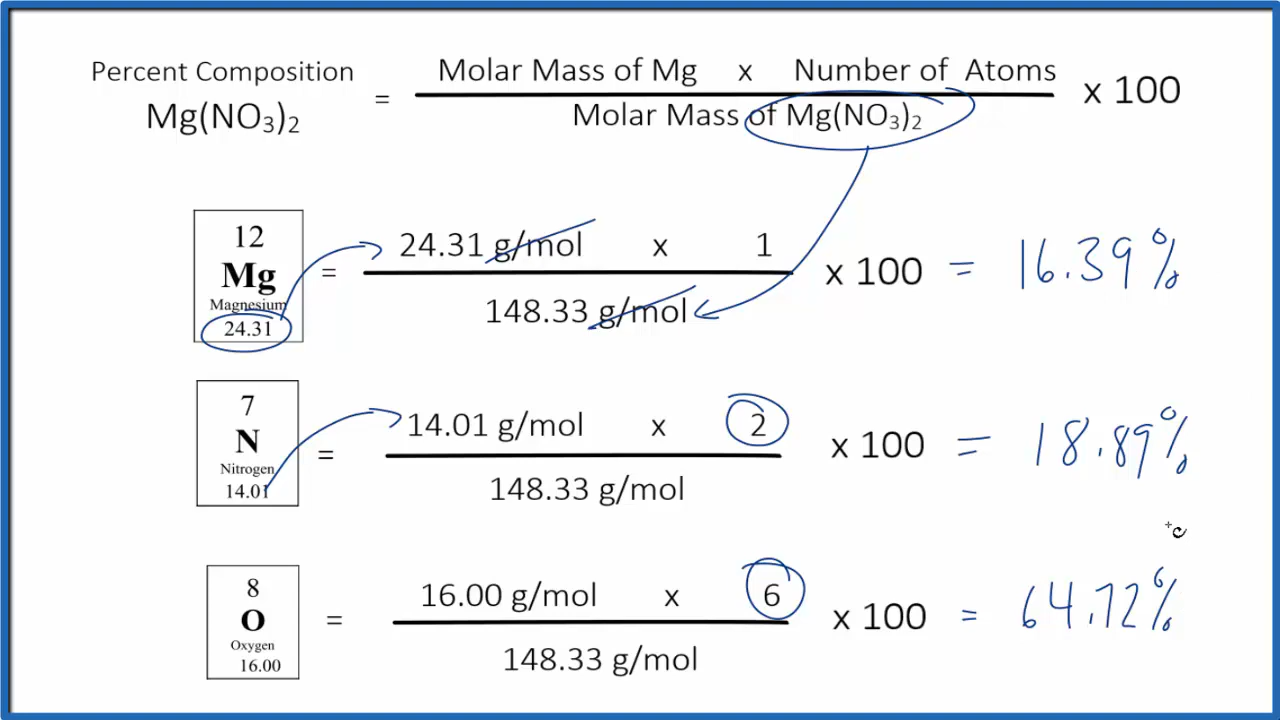 Percent Composition
Mg(NO₃)₂
=
Molar Mass of Mg x Number of Atoms
Molar Mass of Mg(NO₃)₂
x 100
12
Mg
Magnesium
24.31
=
24.31 g/mol x 1
148.33 g/mol
x 100 = 16.39%
7
N
Nitrogen
14.01
=
14.01 g/mol x 2
148.33 g/mol
x 100 = 18.89%
8
O
Oxygen
16.00
=
16.00 g/mol x 6
148.33 g/mol
x 100 = 64.72%